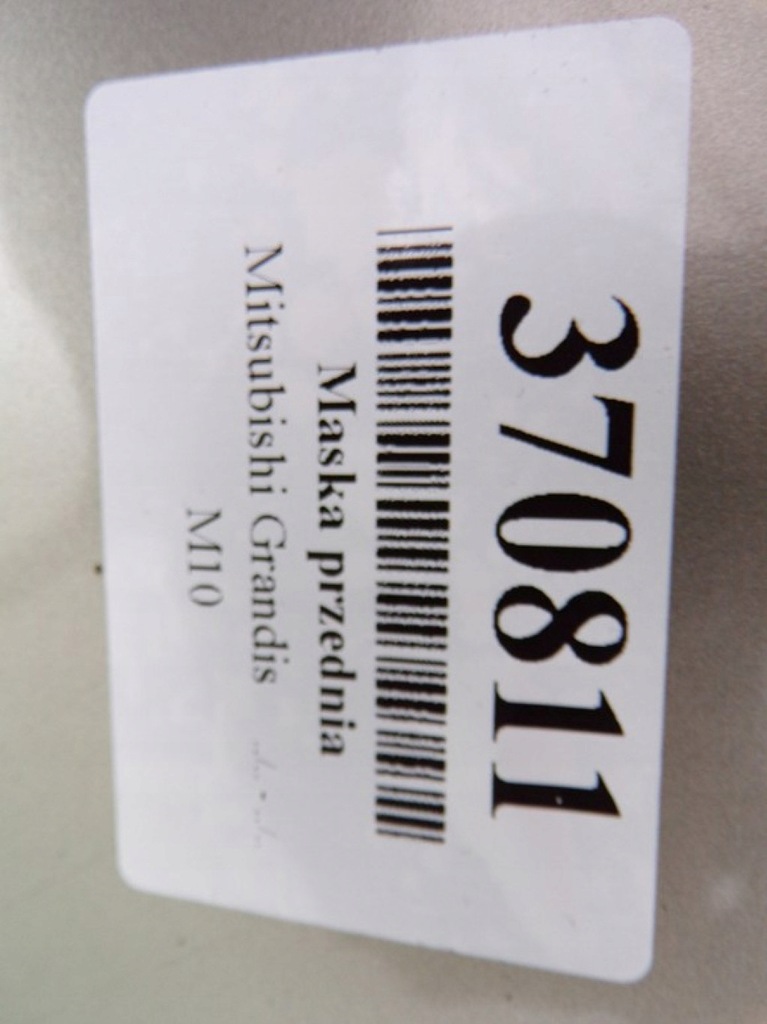 370811
Maska przednia
Mitsubishi Grandis
M10